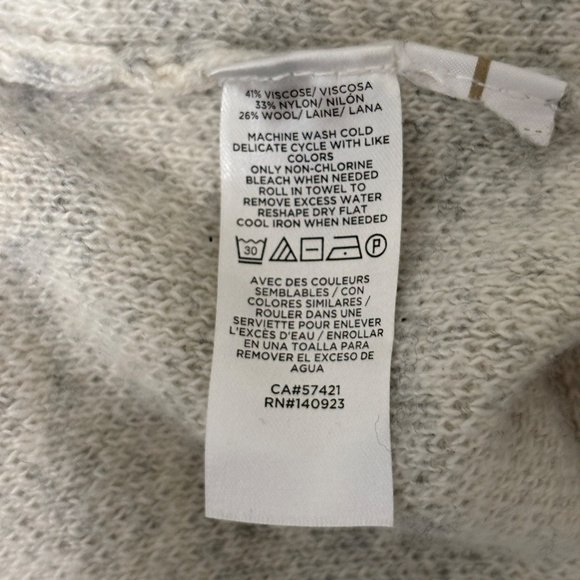 41% VISCOSE/ VISCOSA
33% NYLON/ NILÓN
26% WOOL/ LAINE/ LANA
MACHINE WASH COLD
DELICATE CYCLE WITH LIKE
COLORS
ONLY NON-CHLORINE
BLEACH WHEN NEEDED
ROLL IN TOWEL TO
REMOVE EXCESS WATER
RESHAPE DRY FLAT
COOL IRON WHEN NEEDED
30 P
AVEC DES COULEURS
SEMBLABLES / CON
COLORES SIMILARES /
ROULER DANS UNE
SERVIETTE POUR ENLEVER
L'EXCÈS D'EAU / ENROLLAR
EN UNA TOALLA PARA
REMOVER EL EXCESO DE
AGUA
CA#57421
RN#140923